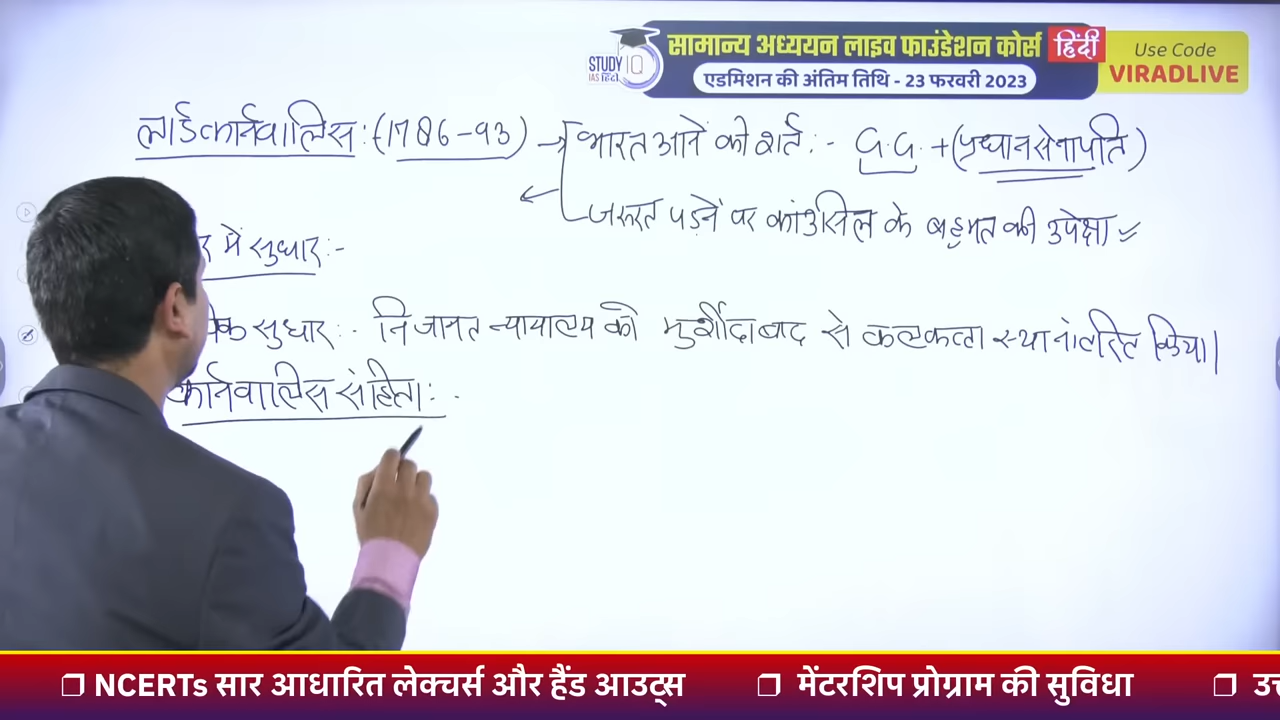 सामान्य अध्ययन लाइव फाउंडेशन कोर्स हिंदी
STUDY IQ
IAS हिंदी
एडमिशन की अंतिम तिथि - 23 फरवरी 2023
Use Code
VIRADLIVE
लार्ड कार्नवालिस :- (1786-93) → भारत आने की शर्त :- G.G. + (प्रधान सेनापति)
जरूरत पड़ने पर काउंसिल के बहुमत की उपेक्षा
में सुधार :-
सुधार :- निजामत न्यायालय को मुर्शीदाबाद से कलकत्ता स्थानांतरित किया।
कार्नवालिस संहिता :-
❐ NCERTs सार आधारित लेक्चर्स और हैंड आउट्स ❐ मेंटरशिप प्रोग्राम की सुविधा ❐